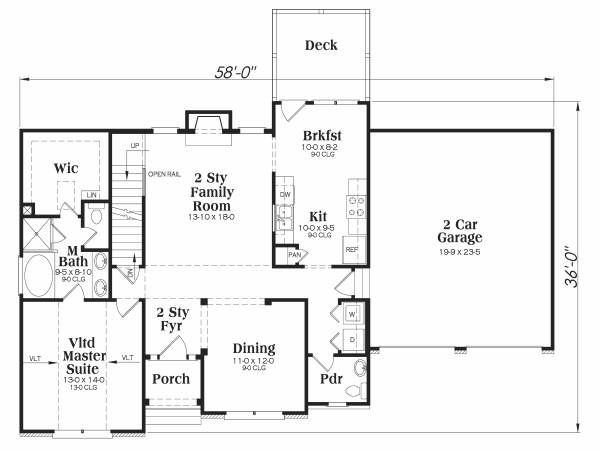 Deck
58'-0"
Brkfst
10-0 x 8-2
9-0 CLG
UP
Wic
OPEN RAIL
2 Sty
Family
Room
13-10 x 18-0
LIN
DW
Kit
10-0 x 9-5
9-0 CLG
2 Car
Garage
19-9 x 23-5
36'-0"
M
Bath
9-5 x 8-10
9-0 CLG
DN
PAN
REF
2 Sty
Fyr
W
D
Vltd
Master
Suite
13-0 x 14-0
13-0 CLG
VLT
VLT
Dining
11-0 x 12-0
9-0 CLG
Porch
Pdr